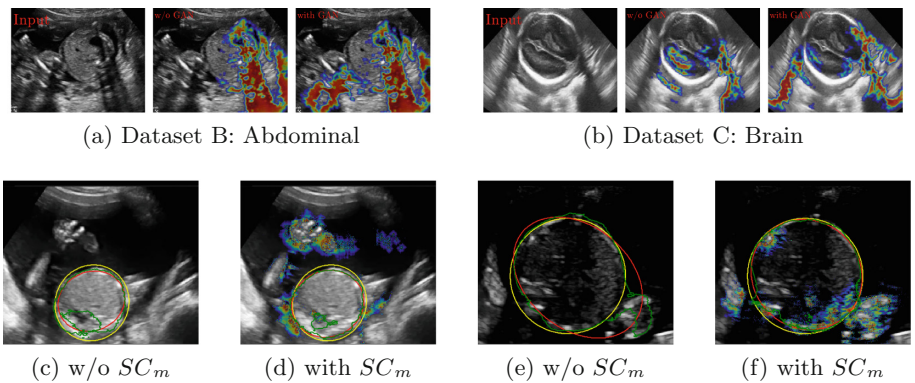 Input w/o GAN with GAN Input w/o GAN with GAN
(a) Dataset B: Abdominal (b) Dataset C: Brain
(c) w/o SCₘ (d) with SCₘ (e) w/o SCₘ (f) with SCₘ